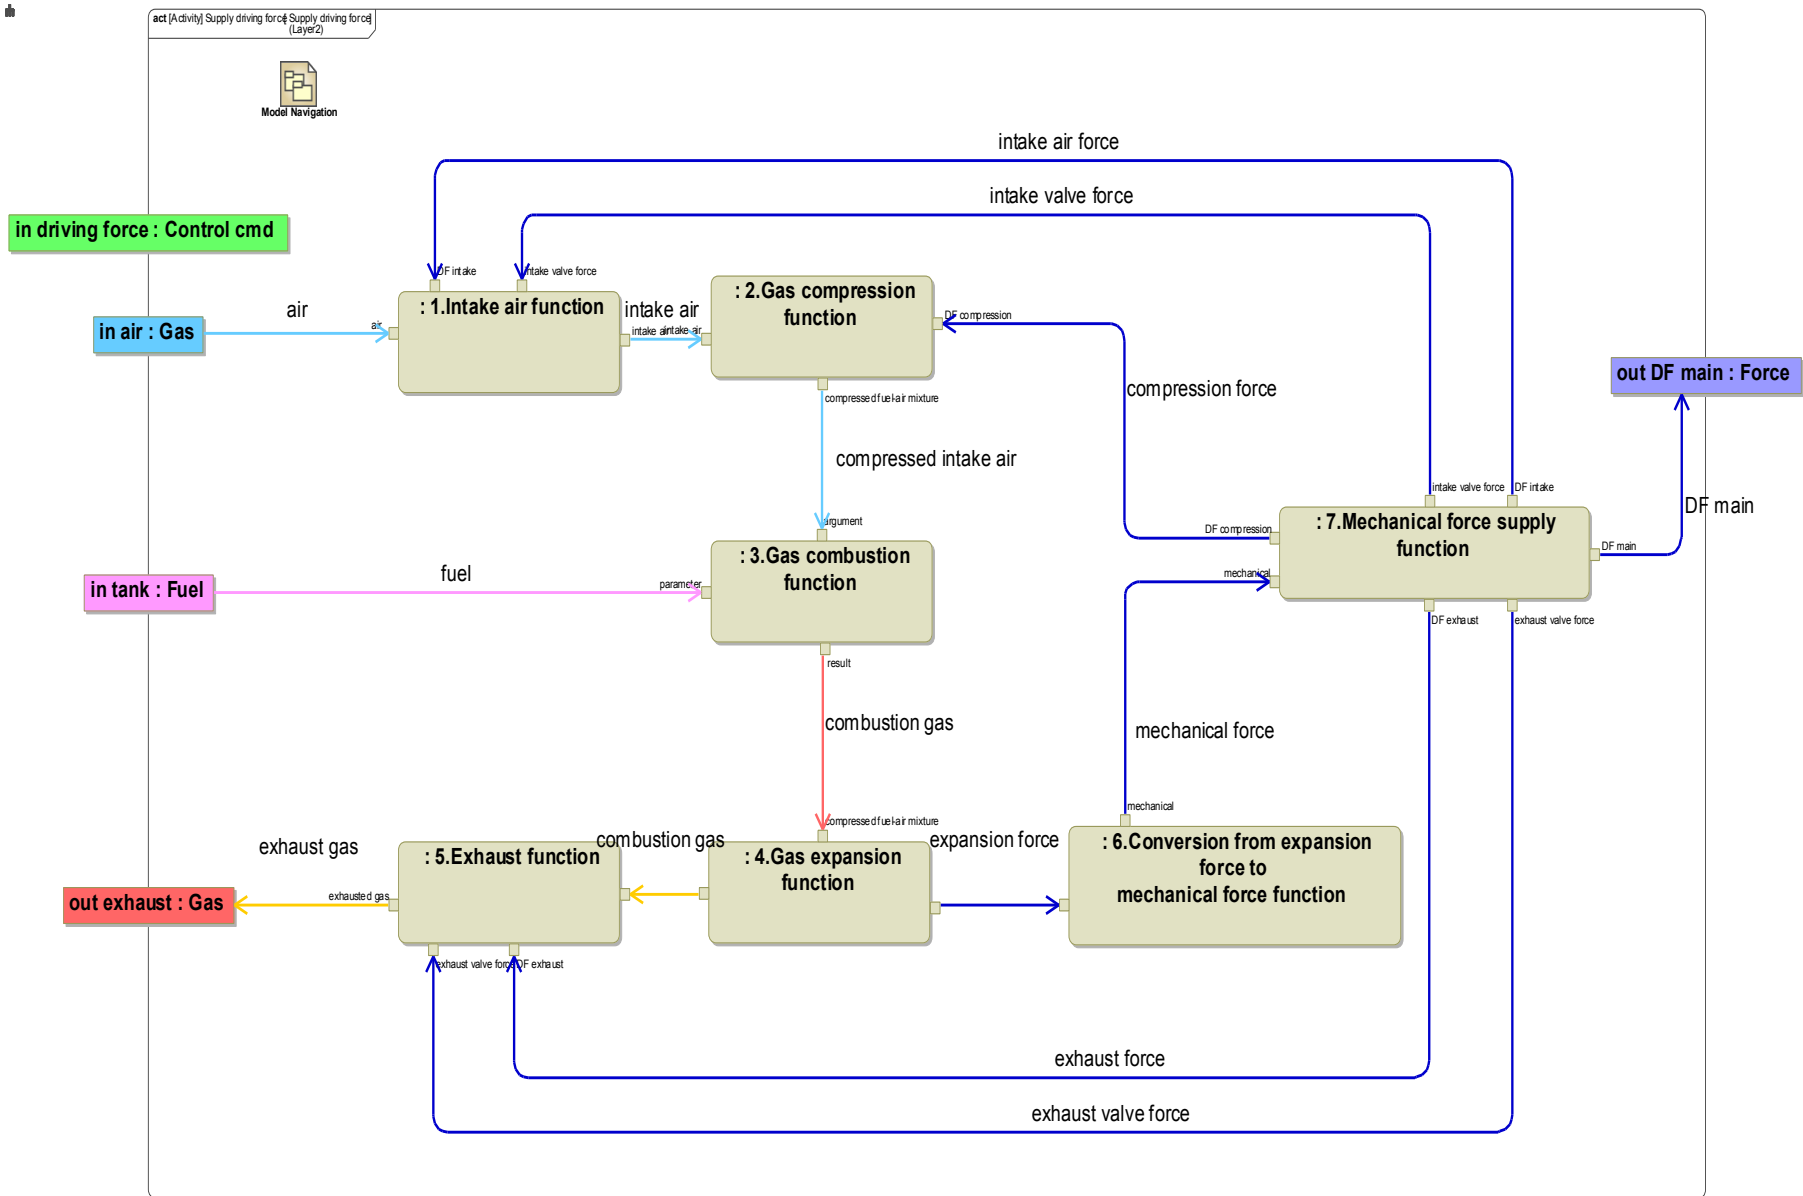 act [Activity] Supply driving force[ Supply driving force]
(Layer2)
Model Navigation
intake air force
intake valve force
in driving force : Control cmd
DF intake
intake valve force
: 1.Intake air function
: 2.Gas compression
function
air
intake air
in air : Gas
air
intake air
intake air
DF compression
compression force
out DF main : Force
compressed fuel-air mixture
compressed intake air
intake valve force
DF intake
DF main
argument
DF compression
: 7.Mechanical force supply
function
DF main
: 3.Gas combustion
function
fuel
mechanical
in tank : Fuel
parameter
DF exhaust
exhaust valve force
result
combustion gas
mechanical force
mechanical
compressed fuel-air mixture
exhaust gas
combustion gas
expansion force
: 5.Exhaust function
: 4.Gas expansion
function
: 6.Conversion from expansion
force to
mechanical force function
out exhaust : Gas
exhausted gas
exhaust valve force
DF exhaust
exhaust force
exhaust valve force